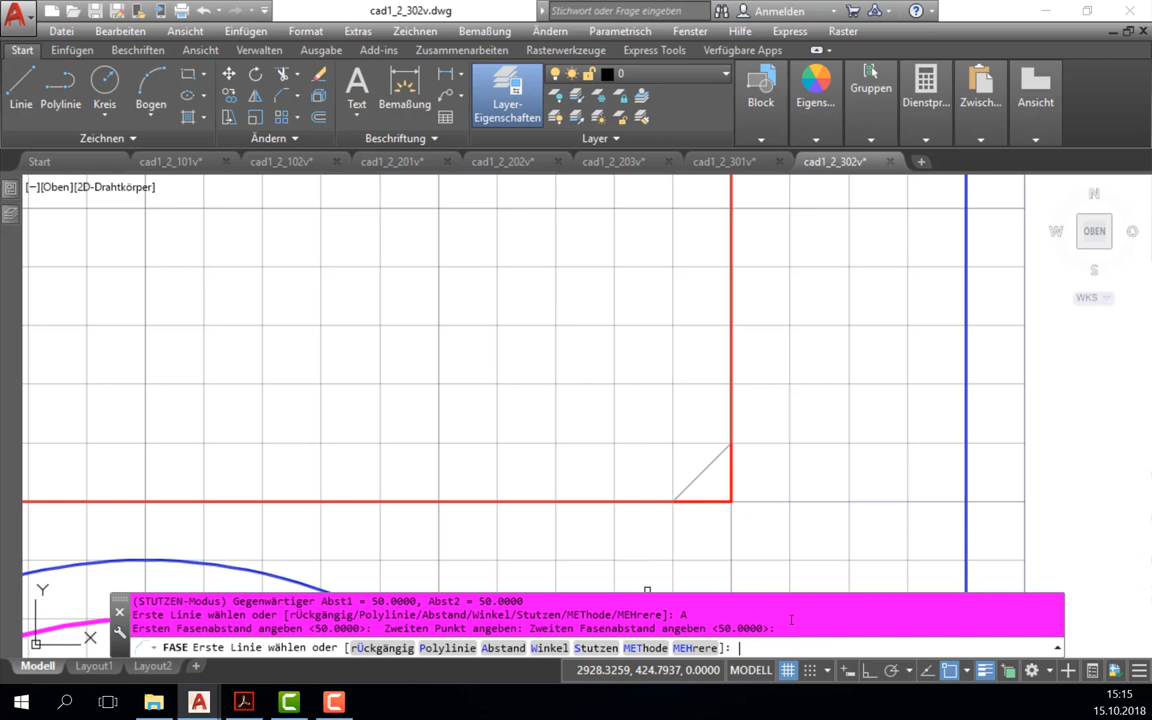 cad1_2_302v.dwg
Stichwort oder Frage eingeben
Anmelden
Datei Bearbeiten Ansicht Einfügen Format Extras Zeichnen Bemaßung Ändern Parametrisch Fenster Hilfe Express Raster
Start Einfügen Beschriften Ansicht Verwalten Ausgabe Add-ins Zusammenarbeiten Rasterwerkzeuge Express Tools Verfügbare Apps
0
Linie Polylinie Kreis Bogen
Text Bemaßung
Layer-
Eigenschaften
Block Eigens... Gruppen Dienstpr... Zwisch... Ansicht
Zeichnen Ändern Beschriftung Layer
Start cad1_2_101v* cad1_2_102v* cad1_2_201v* cad1_2_202v* cad1_2_203v* cad1_2_301v* cad1_2_302v*
[−][Oben][2D-Drahtkörper]
N
W OBEN O
S
WKS
Y
X
(STUTZEN-Modus) Gegenwärtiger Abst1 = 50.0000, Abst2 = 50.0000
Erste Linie wählen oder [rÜckgängig/Polylinie/Abstand/Winkel/Stutzen/METhode/MEHrere]: A
Ersten Fasenabstand angeben <50.0000>: Zweiten Punkt angeben: Zweiten Fasenabstand angeben <50.0000>:
FASE Erste Linie wählen oder [rÜckgängig Polylinie Abstand Winkel Stutzen METhode MEHrere]:
Modell Layout1 Layout2 +
2928.3259, 424.7937, 0.0000 MODELL
15:15
15.10.2018